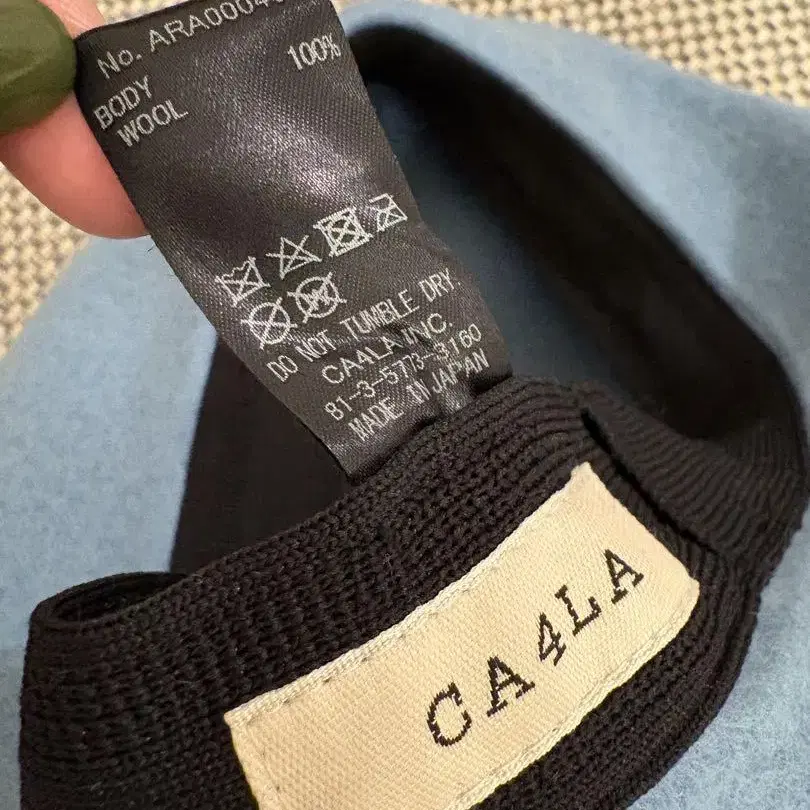 No. ARA0004
BODY 100%
WOOL
DO NOT TUMBLE DRY.
CA4LA INC.
81-3-5773-3160
MADE IN JAPAN
CA4LA